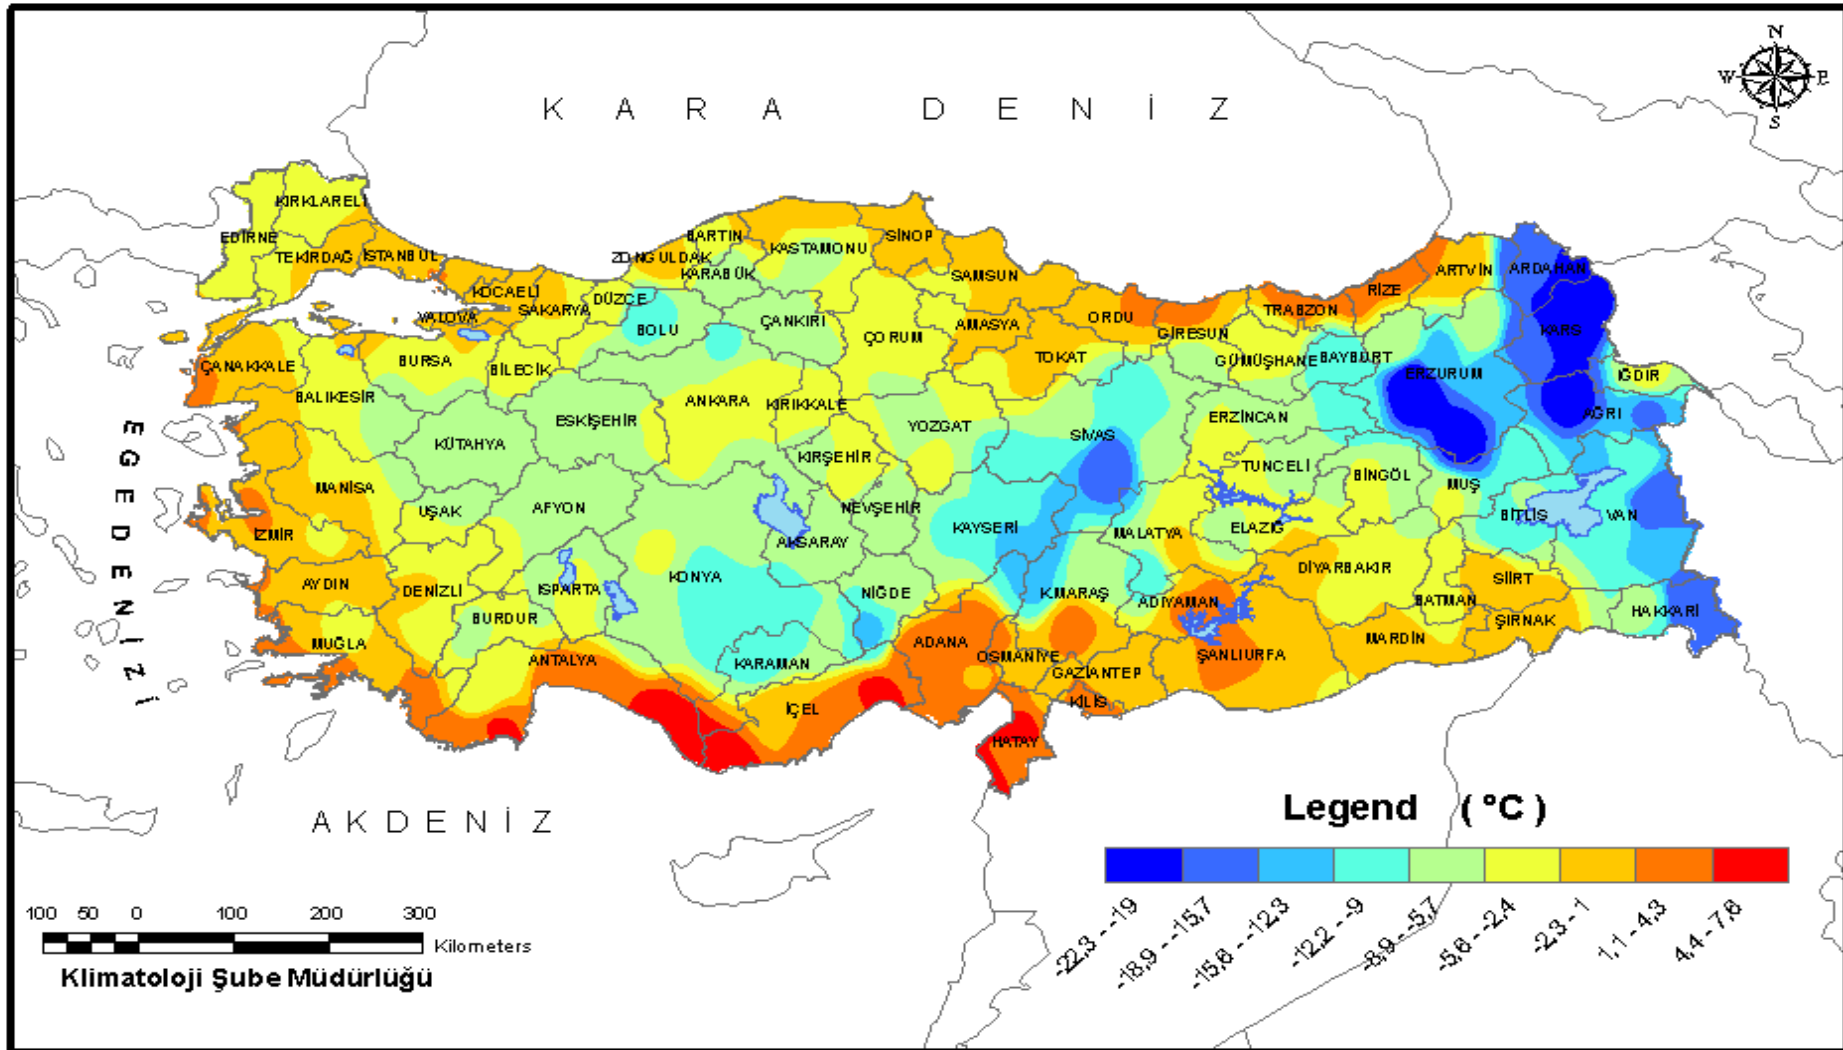 N
W E
S
K A R A D E N İ Z
KIRKLARELİ
EDİRNE
TEKİRDAĞ İSTANBUL
KOCAELİ
YALOVA SAKARYA DÜZCE
ZONGULDAK BARTIN
KARABÜK
KASTAMONU
SİNOP
SAMSUN
BOLU
ÇANKIRI
ÇORUM
AMASYA
ORDU
TOKAT
GİRESUN
TRABZON
RİZE
ARTVİN
ARDAHAN
KARS
GÜMÜŞHANE
BAYBURT
ERZURUM
IĞDIR
AĞRI
ÇANAKKALE
BURSA
BİLECİK
BALIKESİR
ANKARA
KIRIKKALE
ESKİŞEHİR
KÜTAHYA
YOZGAT
SİVAS
ERZİNCAN
KIRŞEHİR
TUNCELİ
BİNGÖL
MUŞ
MANİSA
UŞAK
AFYON
NEVŞEHİR
KAYSERİ
MALATYA
ELAZIĞ
BİTLİS
VAN
İZMİR
AKSARAY
AYDIN
DENİZLİ
ISPARTA
KONYA
NİĞDE
K.MARAŞ
ADIYAMAN
DİYARBAKIR
SİİRT
BATMAN
HAKKARİ
BURDUR
MUĞLA
ANTALYA
KARAMAN
ADANA
OSMANİYE
GAZİANTEP
ŞANLIURFA
MARDİN
ŞIRNAK
İÇEL
KİLİS
HATAY
E G E D E N İ Z İ
A K D E N İ Z
Legend ( °C )
-22,3 - -19
-18,9 - -15,7
-15,6 - -12,3
-12,2 - -9
-8,9 - -5,7
-5,6 - -2,4
-2,3 - 1
1,1 - 4,3
4,4 - 7,6
100 50 0 100 200 300
Kilometers
Klimatoloji Şube Müdürlüğü